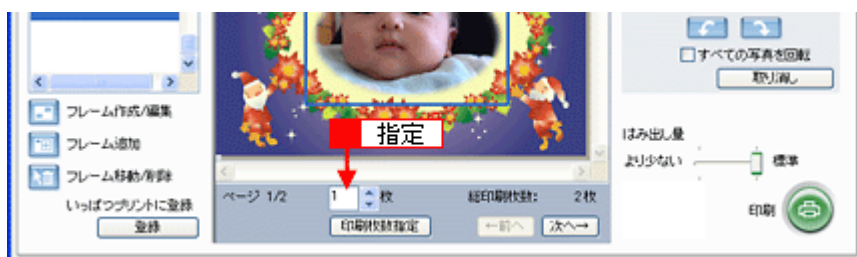 フレーム作成/編集
フレーム追加
フレーム移動/削除
いっぱつプリントに登録
登録
指定
ページ 1/2
1
枚
総印刷枚数:
2枚
印刷枚数指定
←前へ
次へ→
すべての写真を回転
取り消し
はみ出し量
より少ない
標準
印刷